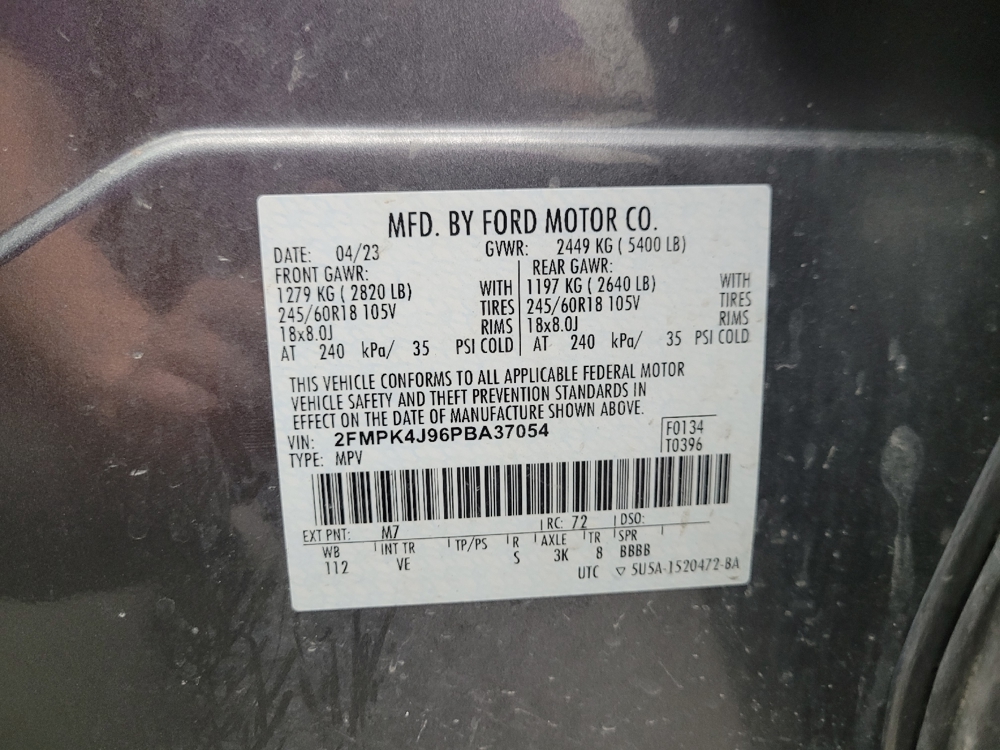 MFD. BY FORD MOTOR CO.
DATE: 04/23 GVWR: 2449 KG ( 5400 LB)
FRONT GAWR: REAR GAWR:
1279 KG ( 2820 LB) WITH 1197 KG ( 2640 LB) WITH
245/60R18 105V TIRES 245/60R18 105V TIRES
18x8.0J RIMS 18x8.0J RIMS
AT 240 kPa/ 35 PSI COLD AT 240 kPa/ 35 PSI COLD
THIS VEHICLE CONFORMS TO ALL APPLICABLE FEDERAL MOTOR
VEHICLE SAFETY AND THEFT PREVENTION STANDARDS IN
EFFECT ON THE DATE OF MANUFACTURE SHOWN ABOVE.
VIN: 2FMPK4J96PBA37054 F0134
TYPE: MPV T0396
EXT PNT: M7 RC: 72 DSO:
WB INT TR TP/PS R AXLE TR SPR
112 VE S 3K 8 BBBB
UTC ▽ 5U5A-1520472-BA